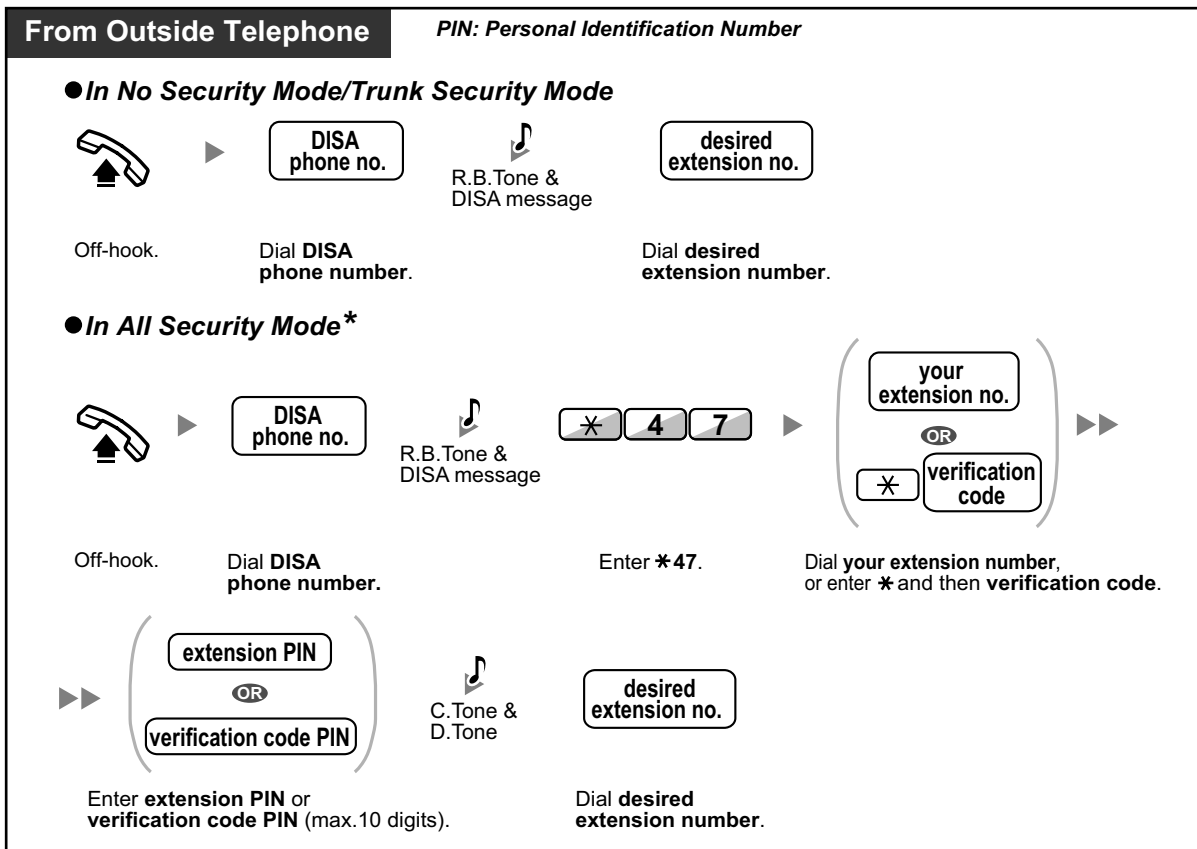 From Outside Telephone
PIN: Personal Identification Number
●In No Security Mode/Trunk Security Mode
DISA
phone no.
R.B.Tone &
DISA message
desired
extension no.
Off-hook.
Dial DISA
phone number.
Dial desired
extension number.
●In All Security Mode*
DISA
phone no.
R.B.Tone &
DISA message
* 4 7
your
extension no.
OR
* verification
code
Off-hook.
Dial DISA
phone number.
Enter *47.
Dial your extension number,
or enter * and then verification code.
extension PIN
OR
verification code PIN
C.Tone &
D.Tone
desired
extension no.
Enter extension PIN or
verification code PIN (max.10 digits).
Dial desired
extension number.